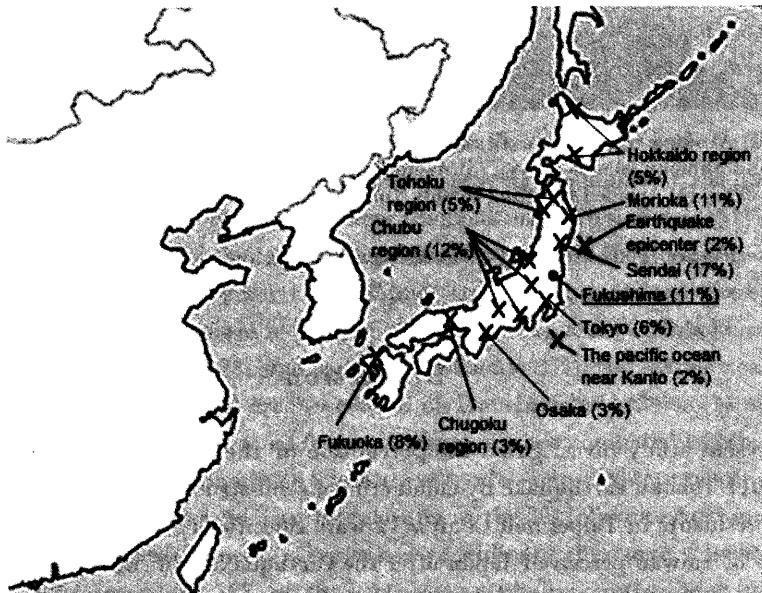 Hokkaido region
(5%)
Tohoku
region (5%)
Morioka (11%)
Earthquake
epicenter (2%)
Chubu
region (12%)
Sendai (17%)
Fukushima (11%)
Tokyo (6%)
The pacific ocean
near Kanto (2%)
Osaka (3%)
Chugoku
region (3%)
Fukuoka (8%)